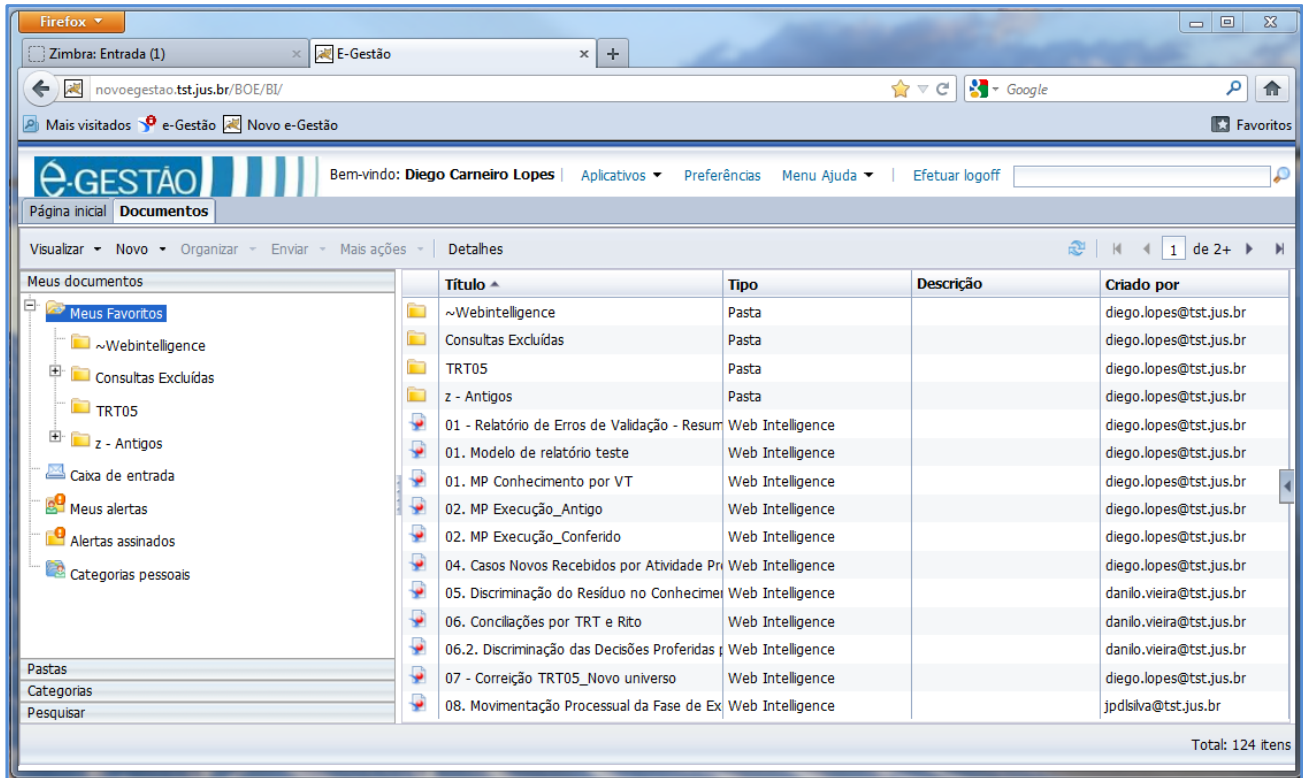 Firefox
Zimbra: Entrada (1)
E-Gestão
novoegestao.tst.jus.br/BOE/BI/
Google
Mais visitados e-Gestão Novo e-Gestão
Favoritos
e-GESTÃO
Bem-vindo: Diego Carneiro Lopes | Aplicativos Preferências Menu Ajuda | Efetuar logoff
Página inicial Documentos
Visualizar Novo Organizar Enviar Mais ações Detalhes
1 de 2+
Meus documentos
Meus Favoritos
~Webintelligence
Consultas Excluídas
TRT05
z - Antigos
Caixa de entrada
Meus alertas
Alertas assinados
Categorias pessoais
Pastas
Categorias
Pesquisar
Título Tipo Descrição Criado por
~Webintelligence Pasta diego.lopes@tst.jus.br
Consultas Excluídas Pasta diego.lopes@tst.jus.br
TRT05 Pasta diego.lopes@tst.jus.br
z - Antigos Pasta diego.lopes@tst.jus.br
01 - Relatório de Erros de Validação - Resum Web Intelligence diego.lopes@tst.jus.br
01. Modelo de relatório teste Web Intelligence diego.lopes@tst.jus.br
01. MP Conhecimento por VT Web Intelligence diego.lopes@tst.jus.br
02. MP Execução_Antigo Web Intelligence diego.lopes@tst.jus.br
02. MP Execução_Conferido Web Intelligence diego.lopes@tst.jus.br
04. Casos Novos Recebidos por Atividade Pr Web Intelligence diego.lopes@tst.jus.br
05. Discriminação do Resíduo no Conhecimer Web Intelligence danilo.vieira@tst.jus.br
06. Conciliações por TRT e Rito Web Intelligence danilo.vieira@tst.jus.br
06.2. Discriminação das Decisões Proferidas p Web Intelligence danilo.vieira@tst.jus.br
07 - Correição TRT05_Novo universo Web Intelligence diego.lopes@tst.jus.br
08. Movimentação Processual da Fase de Ex Web Intelligence jpdlsilva@tst.jus.br
Total: 124 itens